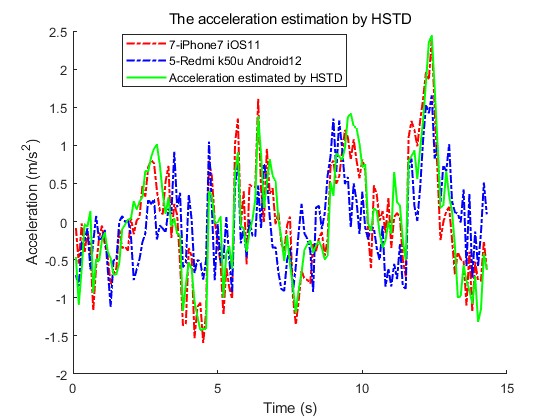 The acceleration estimation by HSTD
7-iPhone7 iOS11
5-Redmi k50u Android12
Acceleration estimated by HSTD
2.5
2
1.5
1
0.5
0
-0.5
-1
-1.5
-2
Acceleration (m/s²)
0 5 10 15
Time (s)